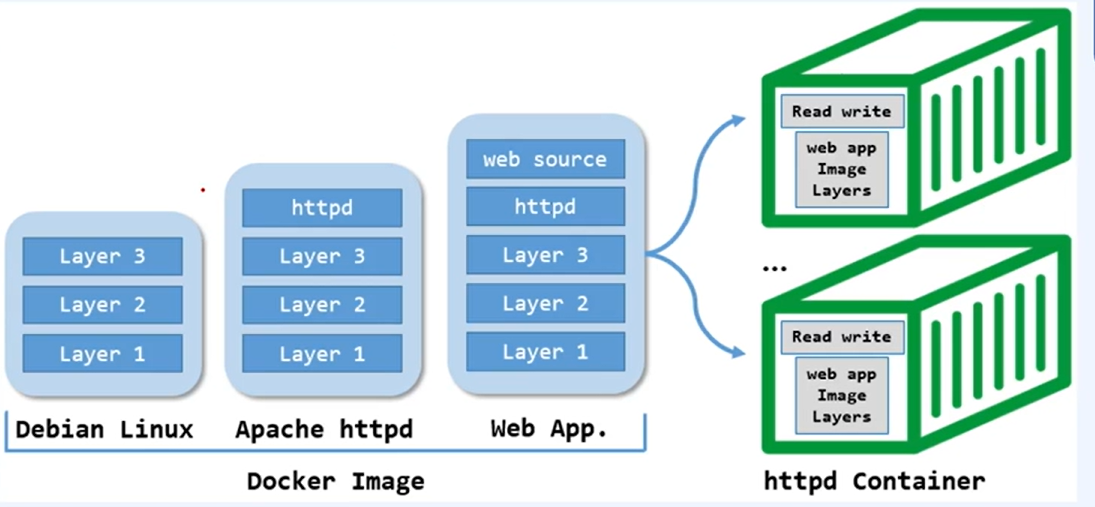 Layer 3
Layer 2
Layer 1
Debian Linux
httpd
Layer 3
Layer 2
Layer 1
Apache httpd
web source
httpd
Layer 3
Layer 2
Layer 1
Web App.
Docker Image
Read write
web app
Image
Layers
...
Read write
web app
Image
Layers
httpd Container